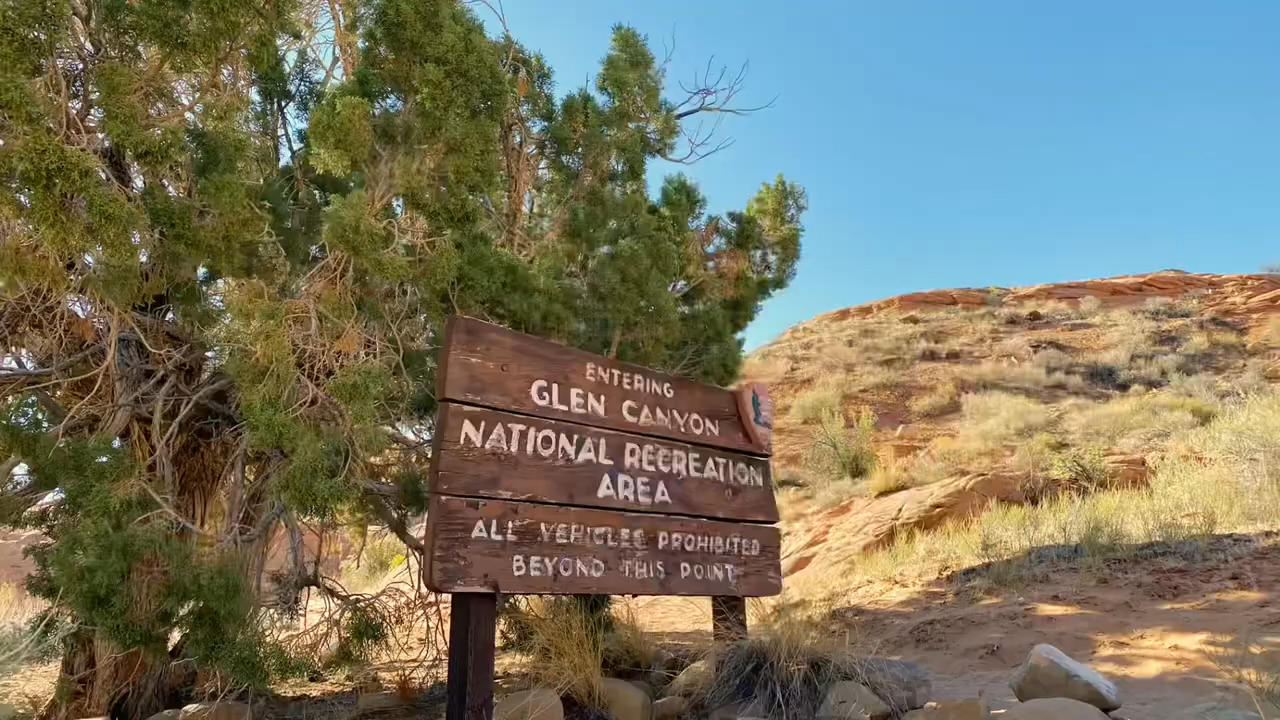 ENTERING
GLEN CANYON
NATIONAL RECREATION
AREA
ALL VEHICLES PROHIBITED
BEYOND THIS POINT